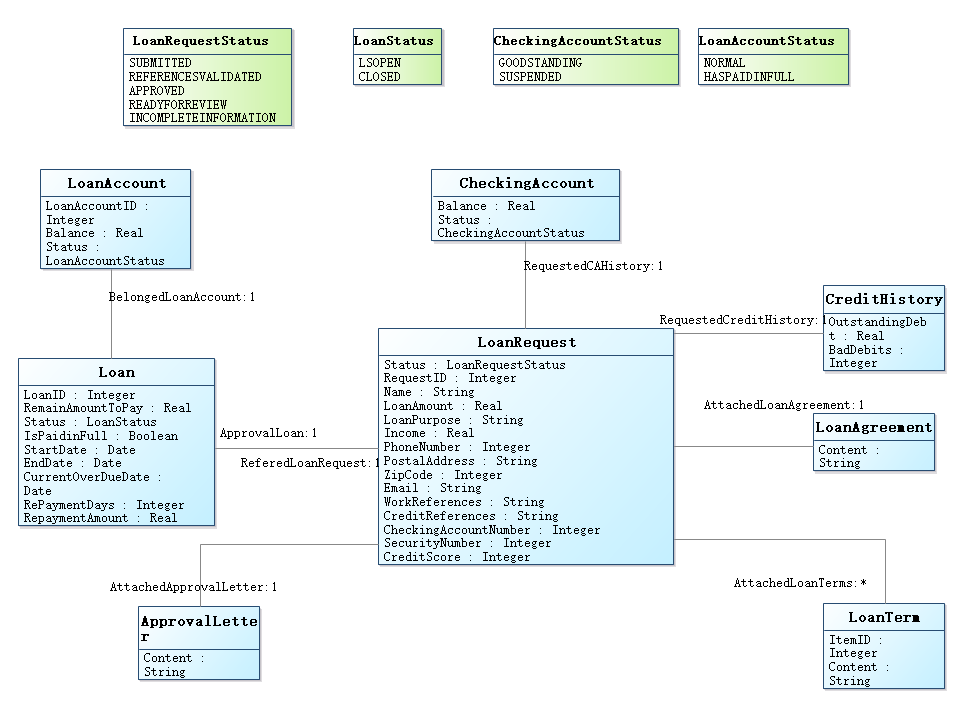 LoanRequestStatus
SUBMITTED
REFERENCESVALIDATED
APPROVED
READYFORREVIEW
INCOMPLETEINFORMATION
LoanStatus
LSOPEN
CLOSED
CheckingAccountStatus
GOODSTANDING
SUSPENDED
LoanAccountStatus
NORMAL
HASPAIDINFULL
LoanAccount
LoanAccountID :
Integer
Balance : Real
Status :
LoanAccountStatus
CheckingAccount
Balance : Real
Status :
CheckingAccountStatus
RequestedCAHistory:1
BelongedLoanAccount:1
CreditHistory
OutstandingDeb
t : Real
BadDebits :
Integer
RequestedCreditHistory:1
LoanRequest
Status : LoanRequestStatus
RequestID : Integer
Name : String
LoanAmount : Real
LoanPurpose : String
Income : Real
PhoneNumber : Integer
PostalAddress : String
ZipCode : Integer
Email : String
WorkReferences : String
CreditReferences : String
CheckingAccountNumber : Integer
SecurityNumber : Integer
CreditScore : Integer
Loan
LoanID : Integer
RemainAmountToPay : Real
Status : LoanStatus
IsPaidinFull : Boolean
StartDate : Date
EndDate : Date
CurrentOverDueDate :
Date
RePaymentDays : Integer
RepaymentAmount : Real
ApprovalLoan:1
ReferedLoanRequest:1
AttachedLoanAgreement:1
LoanAgreement
Content :
String
AttachedApprovalLetter:1
AttachedLoanTerms:*
ApprovalLette
r
Content :
String
LoanTerm
ItemID :
Integer
Content :
String